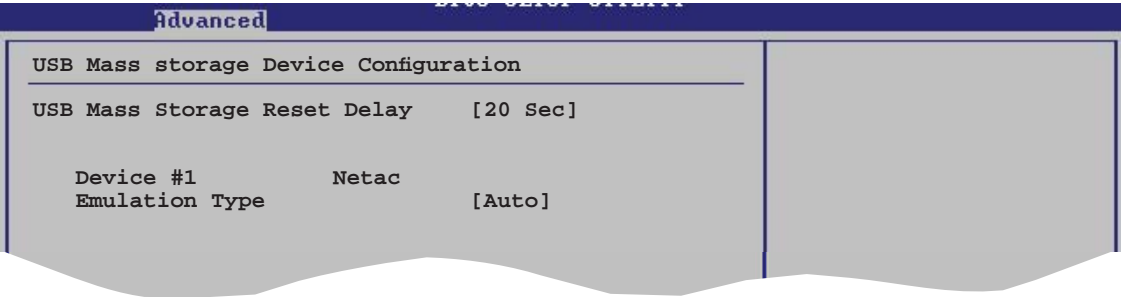 Advanced
USB Mass storage Device Configuration
USB Mass Storage Reset Delay [20 Sec]
Device #1 Netac
Emulation Type [Auto]